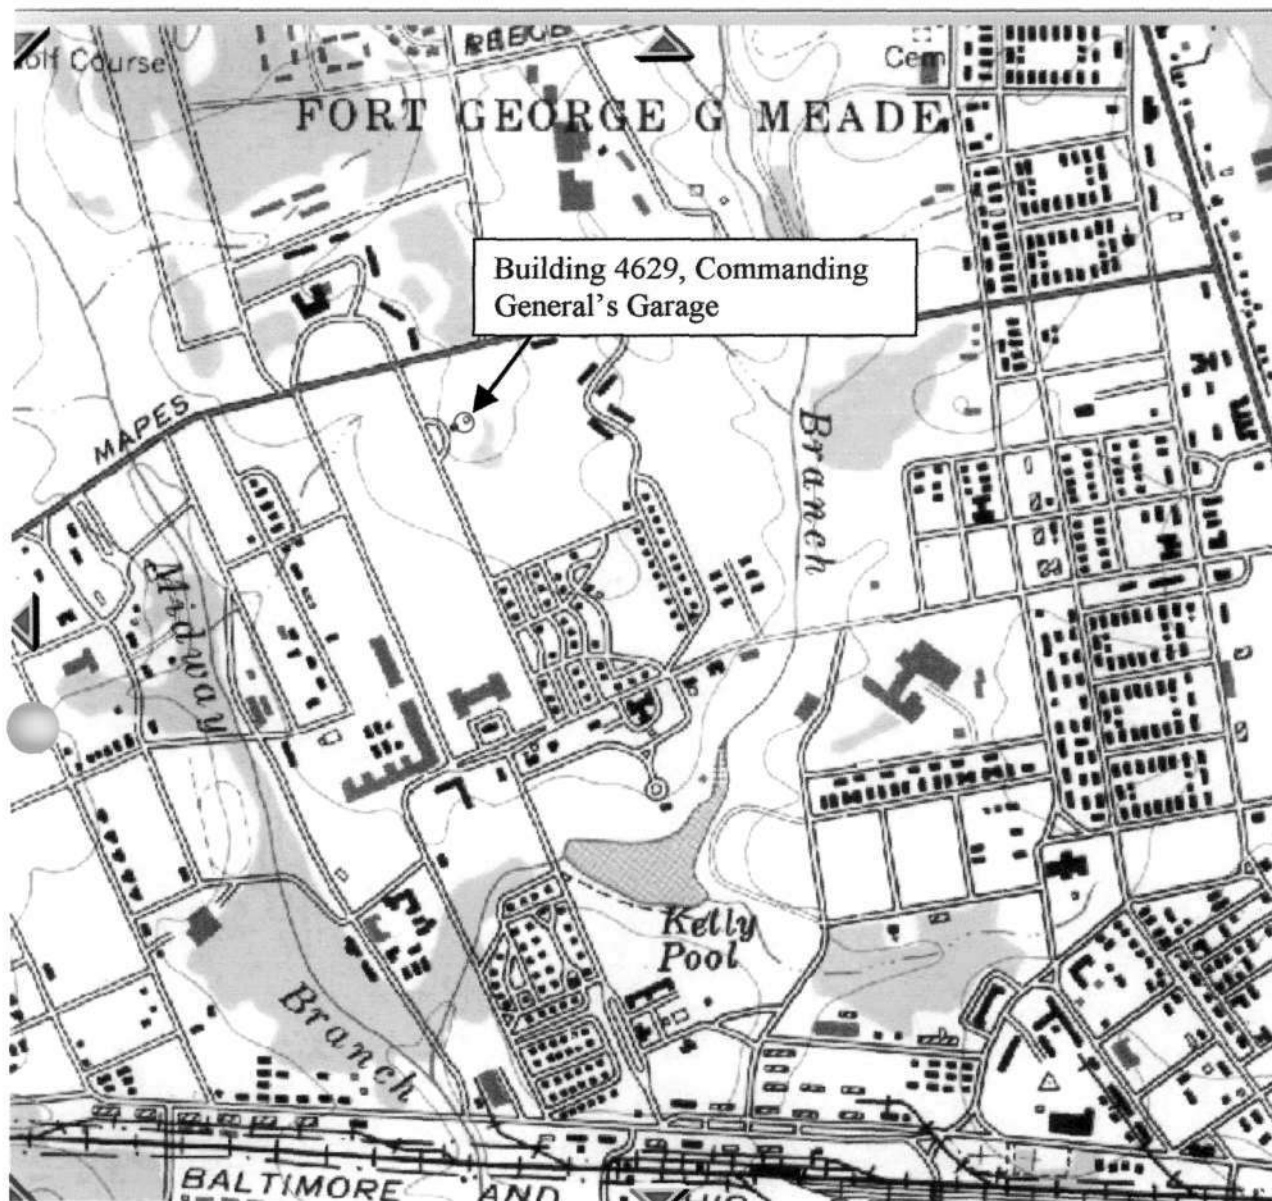 Golf Course
REECE
Cem
FORT GEORGE G MEADE
Building 4629, Commanding
General's Garage
MAPES
Branch
Midway
Kelly
Pool
Branch
BALTIMORE AND